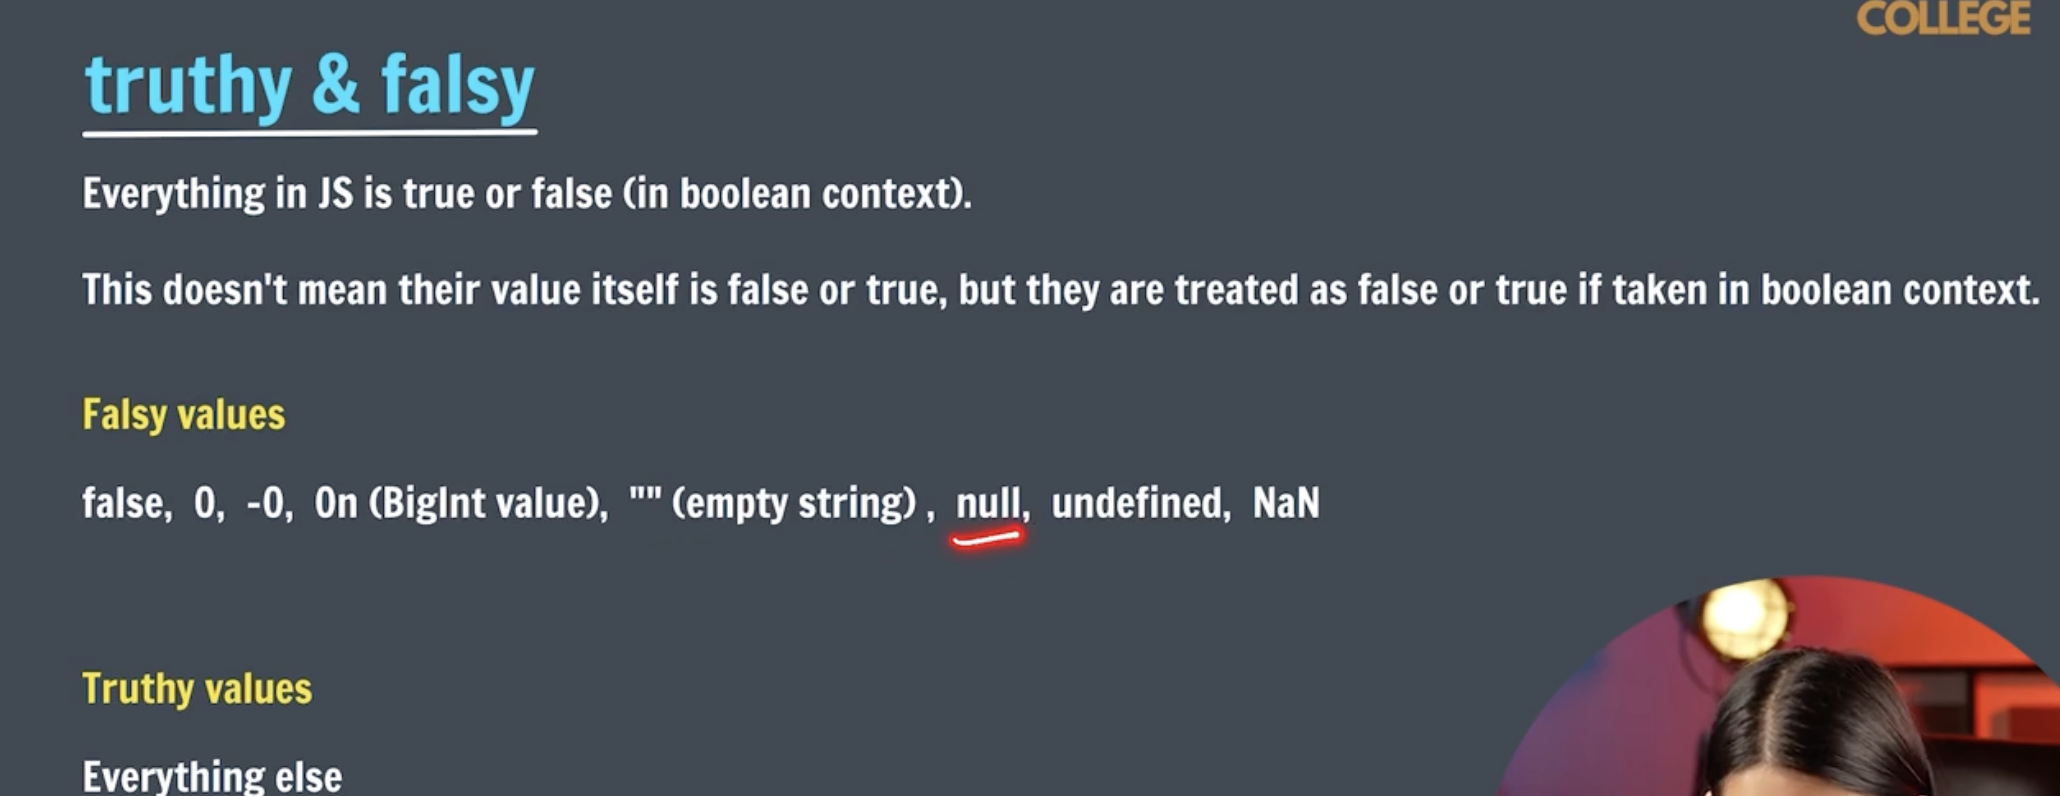 COLLEGE
truthy & falsy
Everything in JS is true or false (in boolean context).
This doesn't mean their value itself is false or true, but they are treated as false or true if taken in boolean context.
Falsy values
false, 0, -0, 0n (BigInt value), "" (empty string) , null, undefined, NaN
Truthy values
Everything else